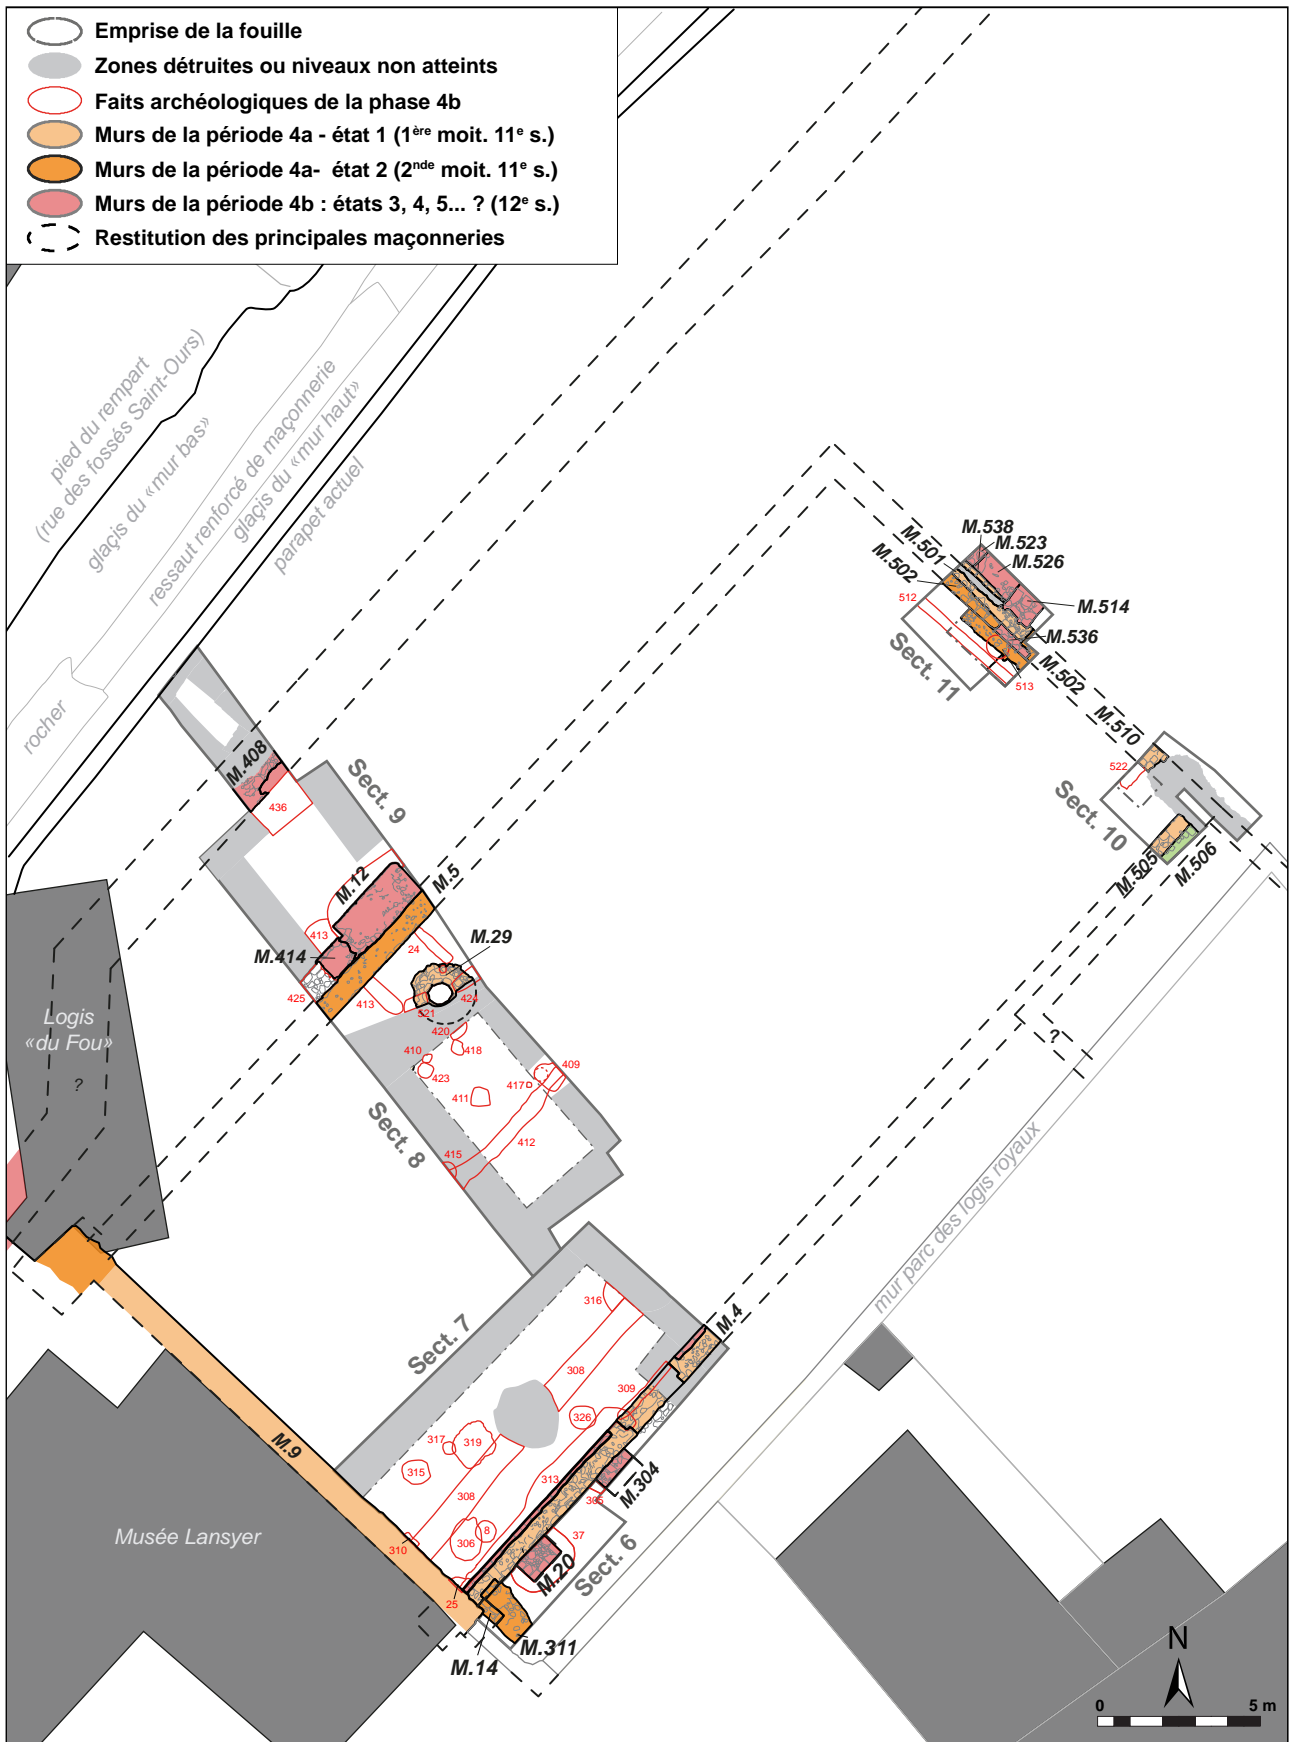 Emprise de la fouille
Zones détruites ou niveaux non atteints
Faits archéologiques de la phase 4b
Murs de la période 4a - état 1 (1ère moit. 11e s.)
Murs de la période 4a- état 2 (2nde moit. 11e s.)
Murs de la période 4b : états 3, 4, 5... ? (12e s.)
Restitution des principales maçonneries
pied du rempart
(rue des fossés Saint-Ours)
glaçis du «mur bas»
ressaut renforcé de maçonnerie
glaçis du «mur haut»
parapet actuel
rocher
M.538
M.523
M.526
M.501
M.502
512
M.514
M.536
M.502
513
Sect. 11
M.510
522
Sect. 10
M.505
M.506
M.408
436
Sect. 9
M.12
M.5
413
24
M.29
M.414
425
413
521
424
420
418
410
423
409
417
411
412
415
Sect. 8
Logis
«du Fou»
?
?
mur parc des logis royaux
316
Sect. 7
M.4
308
309
326
317
319
315
313
308
M.304
305
8
306
37
310
M.20
Sect. 6
25
M.9
M.311
M.14
Musée Lansyer
N
0
5 m